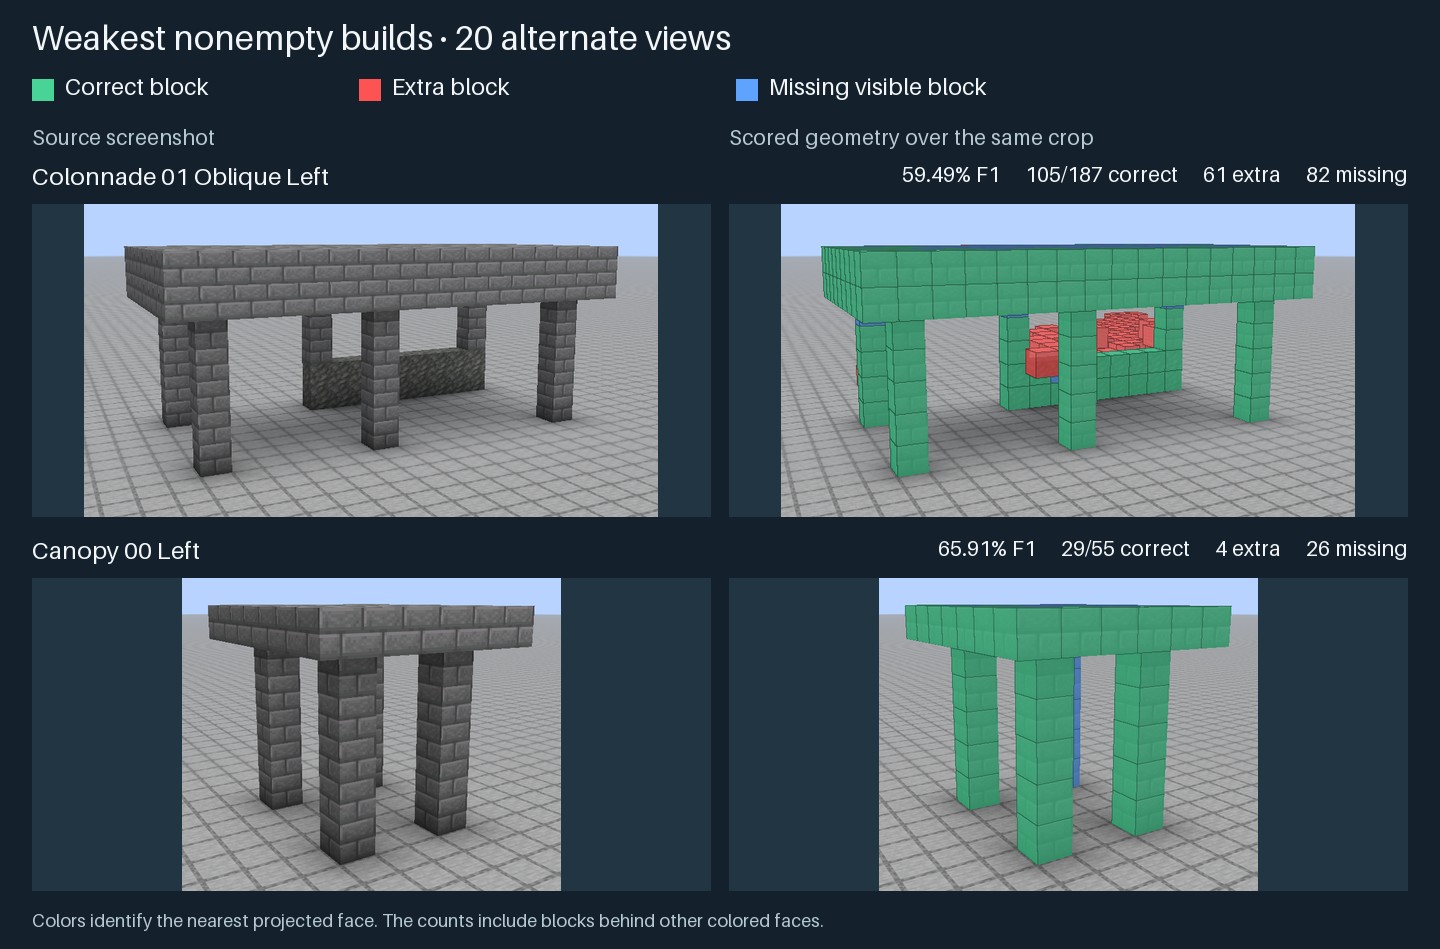 Weakest nonempty builds · 20 alternate views
Correct block
Extra block
Missing visible block
Source screenshot
Scored geometry over the same crop
Colonnade 01 Oblique Left
59.49% F1 105/187 correct 61 extra 82 missing
Canopy 00 Left
65.91% F1 29/55 correct 4 extra 26 missing
Colors identify the nearest projected face. The counts include blocks behind other colored faces.